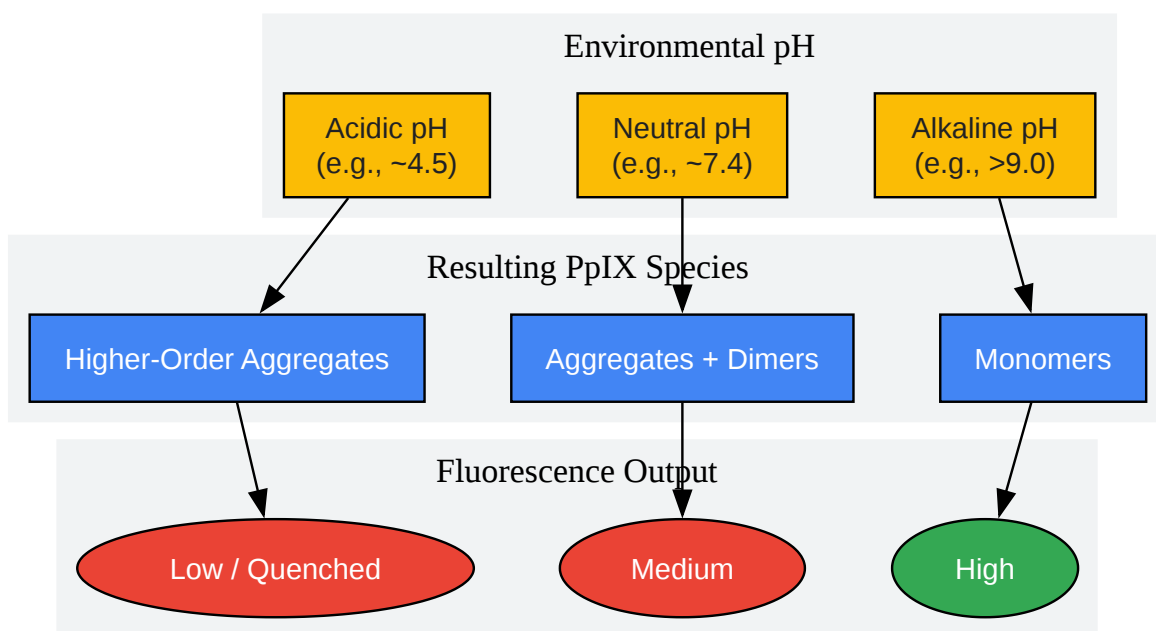 Environmental pH
Acidic pH
(e.g., ~4.5)
Neutral pH
(e.g., ~7.4)
Alkaline pH
(e.g., >9.0)
Resulting PpIX Species
Higher-Order Aggregates
Aggregates + Dimers
Monomers
Fluorescence Output
Low / Quenched
Medium
High